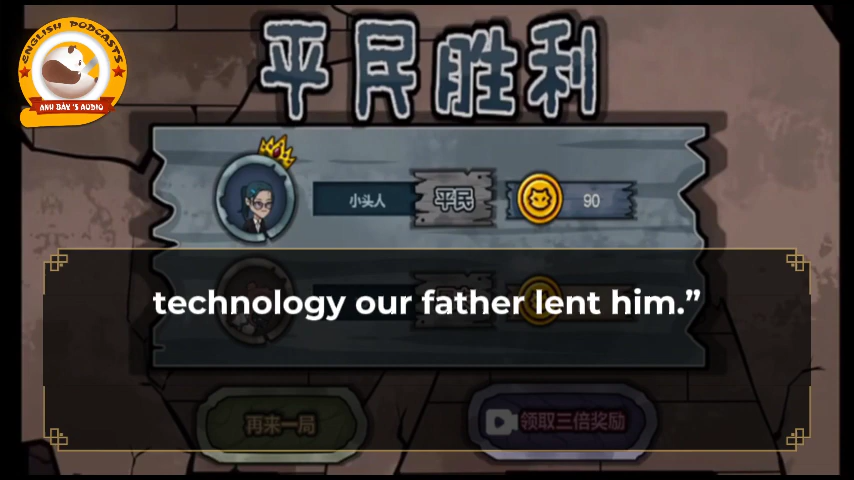 ENGLISH PODCASTS
ANH BẢY 'S AUDIO
平民胜利
小头人
平民
90
technology our father lent him.”
再来一局
领取三倍奖励